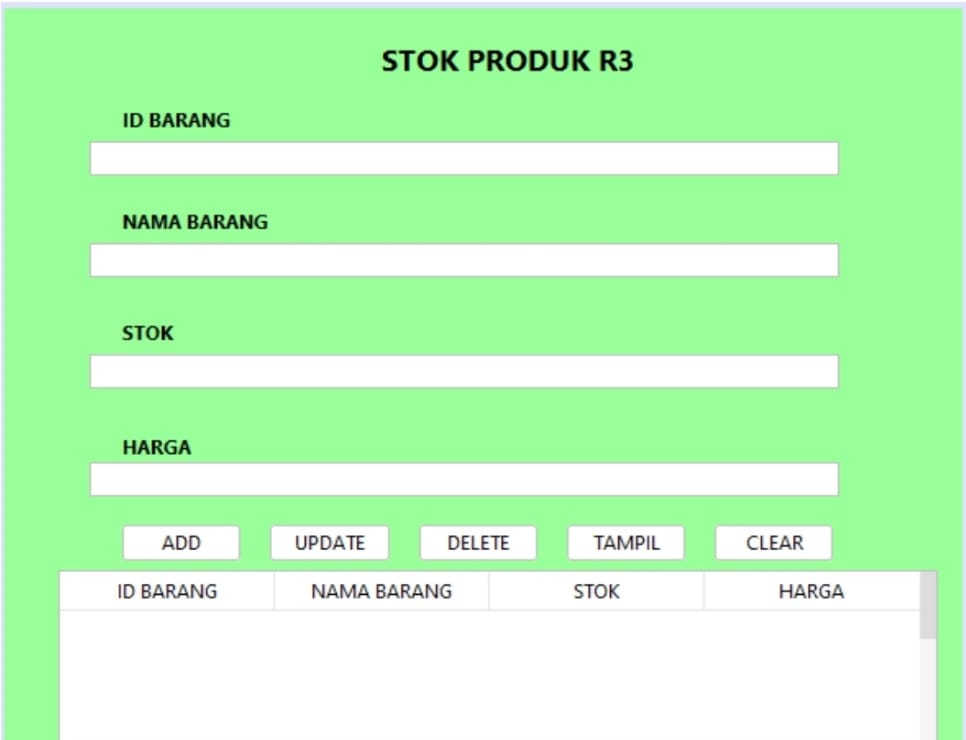 STOK PRODUK R3
ID BARANG
NAMA BARANG
STOK
HARGA
ADD UPDATE DELETE TAMPIL CLEAR
ID BARANG NAMA BARANG STOK HARGA